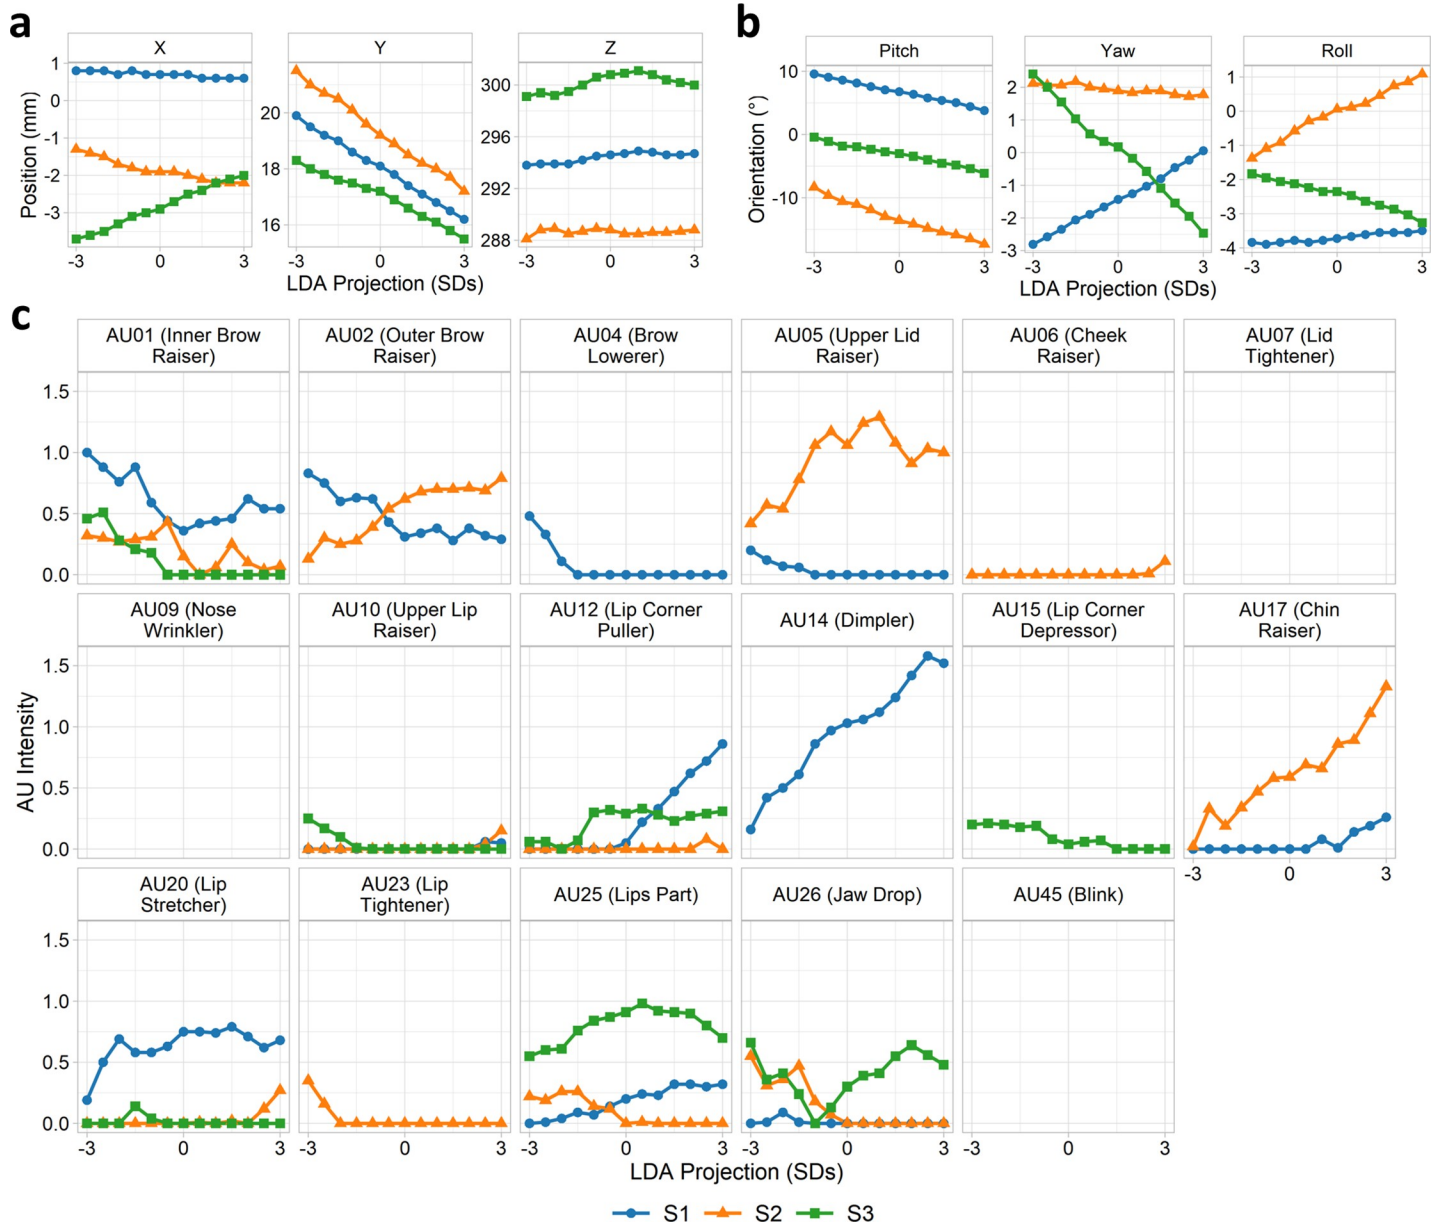 a
b
X
Y
Z
Pitch
Yaw
Roll
Position (mm)
1
0
-1
-2
-3
20
18
16
300
296
292
288
Orientation (°)
10
0
-10
2
1
0
-1
-2
-3
1
0
-1
-2
-3
-4
-3 0 3
-3 0 3
-3 0 3
-3 0 3
-3 0 3
-3 0 3
LDA Projection (SDs)
LDA Projection (SDs)
c
AU01 (Inner Brow
Raiser)
AU02 (Outer Brow
Raiser)
AU04 (Brow
Lowerer)
AU05 (Upper Lid
Raiser)
AU06 (Cheek
Raiser)
AU07 (Lid
Tightener)
1.5
1.0
0.5
0.0
AU09 (Nose
Wrinkler)
AU10 (Upper Lip
Raiser)
AU12 (Lip Corner
Puller)
AU14 (Dimpler)
AU15 (Lip Corner
Depressor)
AU17 (Chin
Raiser)
AU Intensity
1.5
1.0
0.5
0.0
-3 0 3
AU20 (Lip
Stretcher)
AU23 (Lip
Tightener)
AU25 (Lips Part)
AU26 (Jaw Drop)
AU45 (Blink)
1.5
1.0
0.5
0.0
-3 0 3
-3 0 3
-3 0 3
-3 0 3
-3 0 3
LDA Projection (SDs)
S1 S2 S3